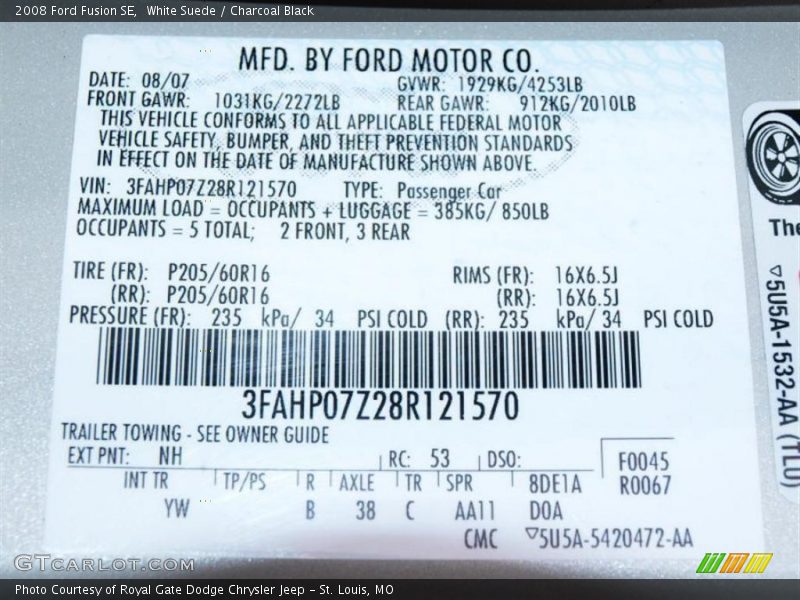 2008 Ford Fusion SE, White Suede / Charcoal Black
MFD. BY FORD MOTOR CO.
DATE: 08/07 GVWR: 1929KG/4253LB
FRONT GAWR: 1031KG/2272LB REAR GAWR: 912KG/2010LB
THIS VEHICLE CONFORMS TO ALL APPLICABLE FEDERAL MOTOR
VEHICLE SAFETY, BUMPER, AND THEFT PREVENTION STANDARDS
IN EFFECT ON THE DATE OF MANUFACTURE SHOWN ABOVE.
VIN: 3FAHP07Z28R121570 TYPE: Passenger Car
MAXIMUM LOAD = OCCUPANTS + LUGGAGE = 385KG/ 850LB
OCCUPANTS = 5 TOTAL; 2 FRONT, 3 REAR
TIRE (FR): P205/60R16 RIMS (FR): 16X6.5J
(RR): P205/60R16 (RR): 16X6.5J
PRESSURE (FR): 235 kPa/ 34 PSI COLD (RR): 235 kPa/ 34 PSI COLD
3FAHP07Z28R121570
TRAILER TOWING - SEE OWNER GUIDE
EXT PNT: NH RC: 53 DSO: F0045
INT TR TP/PS R AXLE TR SPR 8DE1A R0067
YW B 38 C AA11 D0A
CMC ▽5U5A-5420472-AA
The
▽5U5A-1532-AA (TLU)
GTCarLot.com
Photo Courtesy of Royal Gate Dodge Chrysler Jeep - St. Louis, MO